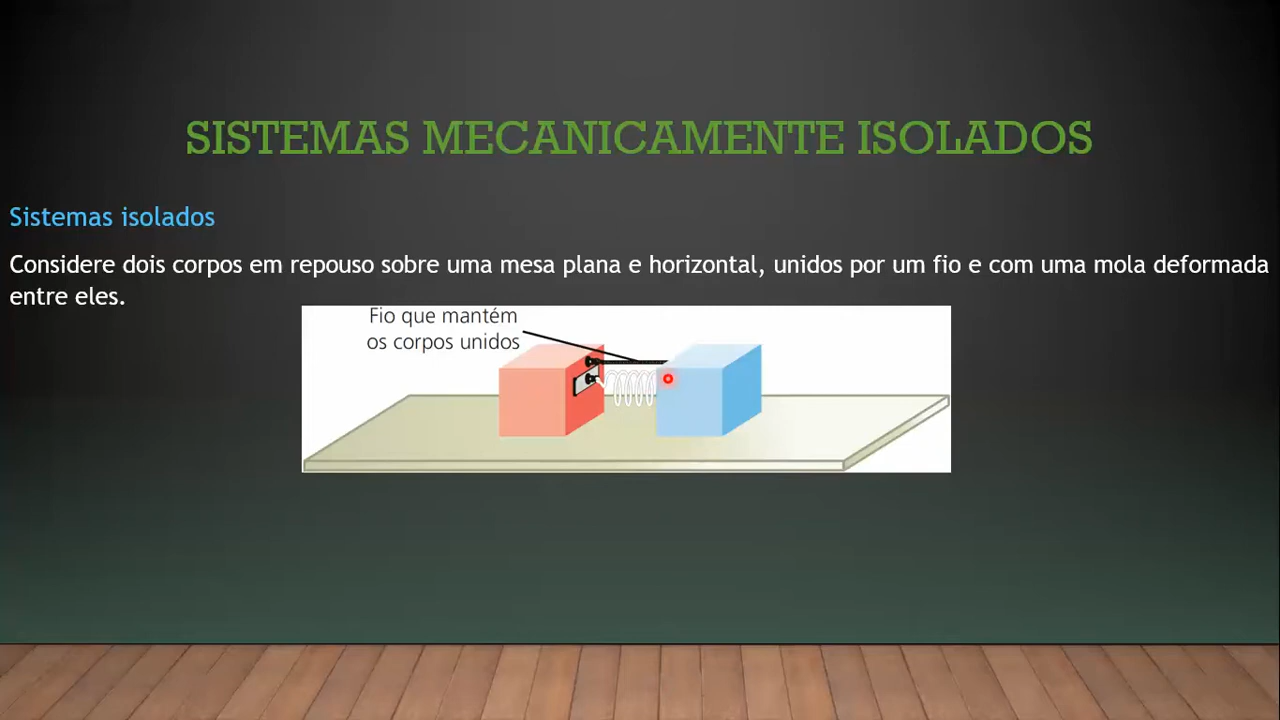 SISTEMAS MECANICAMENTE ISOLADOS
Sistemas isolados
Considere dois corpos em repouso sobre uma mesa plana e horizontal, unidos por um fio e com uma mola deformada
entre eles.
Fio que mantém
os corpos unidos